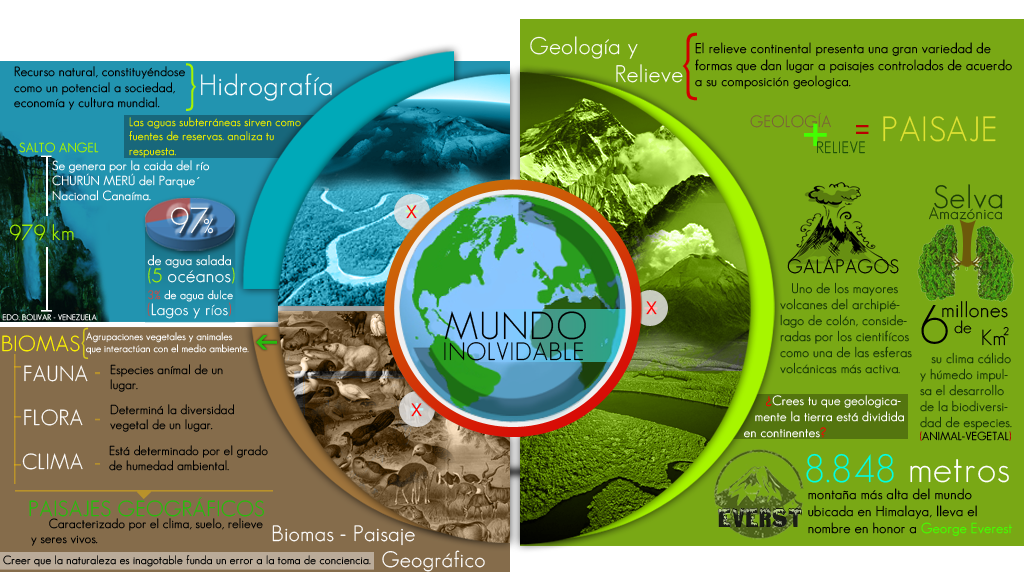 Recurso natural, constituyéndose
como un potencial a sociedad,
economía y cultura mundial.
Hidrografía
Las aguas subterráneas sirven como
fuentes de reservas. analiza tu
respuesta.
SALTO ANGEL
Se genera por la caida del río
CHURÚN MERÚ del Parque´
Nacional Canaíma.
979 km
97%
de agua salada
(5 océanos)
de agua dulce
(Lagos y ríos)
EDO. BOLIVAR - VENEZUELA
BIOMAS
Agrupaciones vegetales y animales
que interactúan con el medio ambiente.
FAUNA -
Especies anímal de un
lugar.
FLORA -
Determiná la diversidad
vegetal de un lugar.
CLIMA -
Está determinado por el grado
de humedad ambiental.
PAISAJES GEOGRÁFICOS
Caracterizado por el clima, suelo, relieve
y seres vivos.
Creer que la naturaleza es inagotable funda un error a la toma de conciencia.
Biomas - Paisaje
Geográfico
X
X
X
MUNDO
INOLVIDABLE
Geología y
Relieve
El relieve continental presenta una gran variedad de
formas que dan lugar a paisajes controlados de acuerdo
a su composición geologica.
GEOLOGÍA
+
RELIEVE
= PAISAJE
GALÁPAGOS
Uno de los mayores
volcanes del archipié-
lago de colón, conside-
radas por los científicos
como una de las esferas
volcánicas más activa.
Selva
Amazónica
6 millones
de
Km²
su clima cálido
y húmedo impul-
sa el desarrollo
de la biodiversi-
dad de especies.
(ANIMAL-VEGETAL)
¿Crees tu que geologica-
mente la tierra está dividida
en continentes?
EVERST
8.848 metros
montaña más alta del mundo
ubicada en Himalaya, lleva el
nombre en honor a George Everest